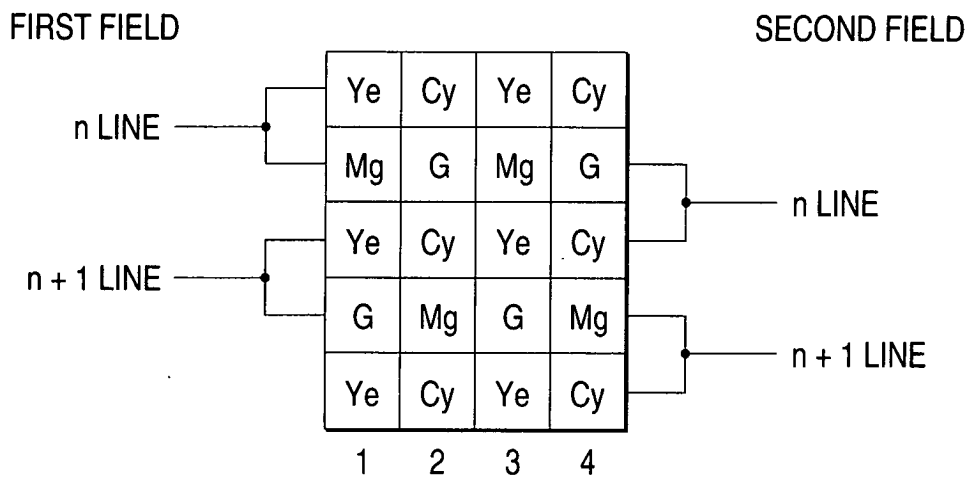 FIRST FIELD
SECOND FIELD
Ye Cy Ye Cy
n LINE
Mg G Mg G
n LINE
Ye Cy Ye Cy
n + 1 LINE
G Mg G Mg
n + 1 LINE
Ye Cy Ye Cy
1 2 3 4